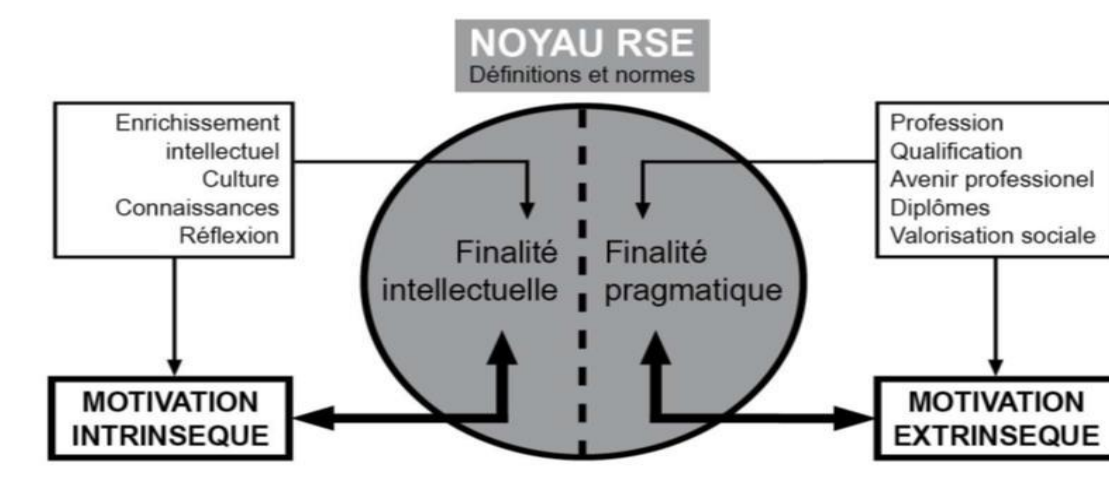 NOYAU RSE
Définitions et normes
Enrichissement
intellectuel
Culture
Connaissances
Réflexion
Profession
Qualification
Avenir professionel
Diplômes
Valorisation sociale
Finalité
intellectuelle
Finalité
pragmatique
MOTIVATION
INTRINSEQUE
MOTIVATION
EXTRINSEQUE